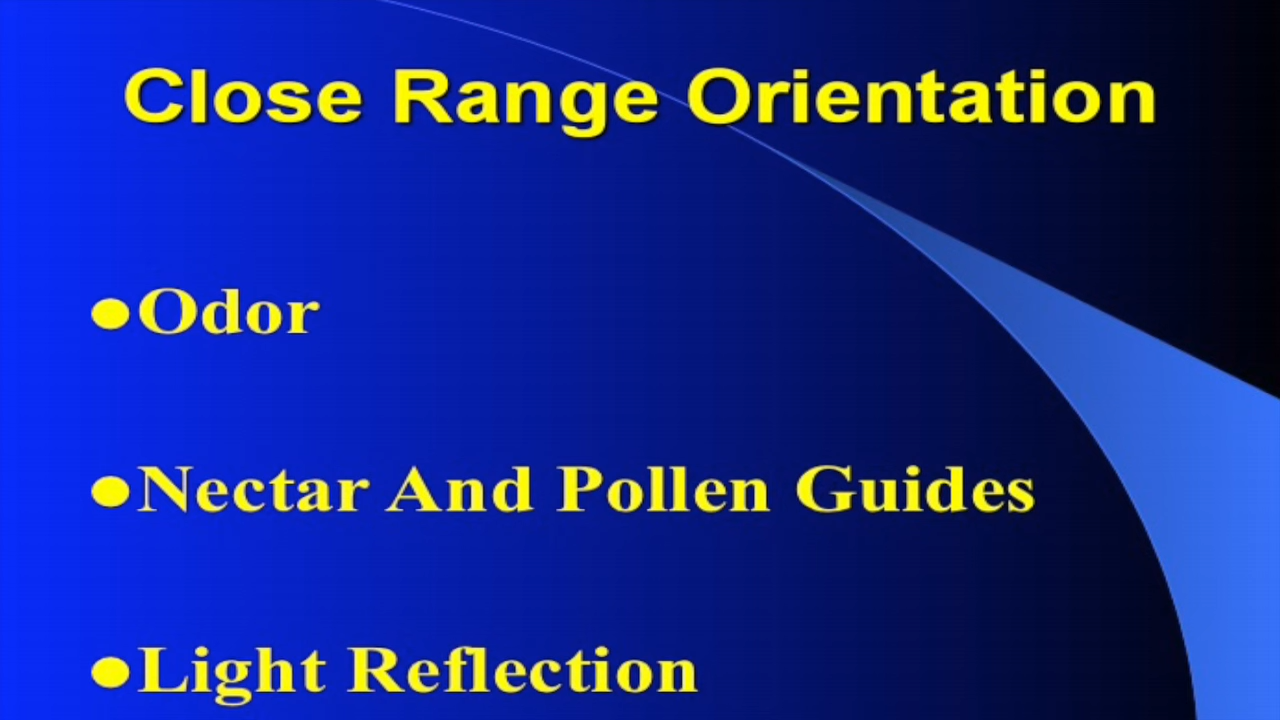 Close Range Orientation
●Odor
●Nectar And Pollen Guides
●Light Reflection